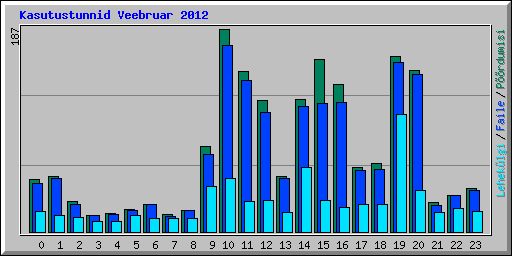 Kasutustunnid Veebruar 2012
187
Lehekülgi / Faile / Pöördumisi
0 1 2 3 4 5 6 7 8 9 10 11 12 13 14 15 16 17 18 19 20 21 22 23